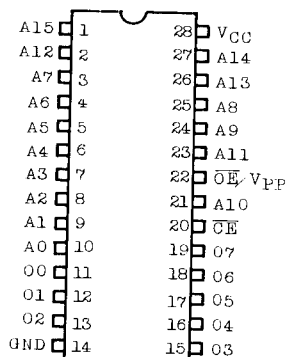 A15 1 28 VCC
A12 2 27 A14
A7 3 26 A13
A6 4 25 A8
A5 5 24 A9
A4 6 23 A11
A3 7 22 OE/VPP
A2 8 21 A10
A1 9 20 CE
A0 10 19 O7
O0 11 18 O6
O1 12 17 O5
O2 13 16 O4
GND 14 15 O3